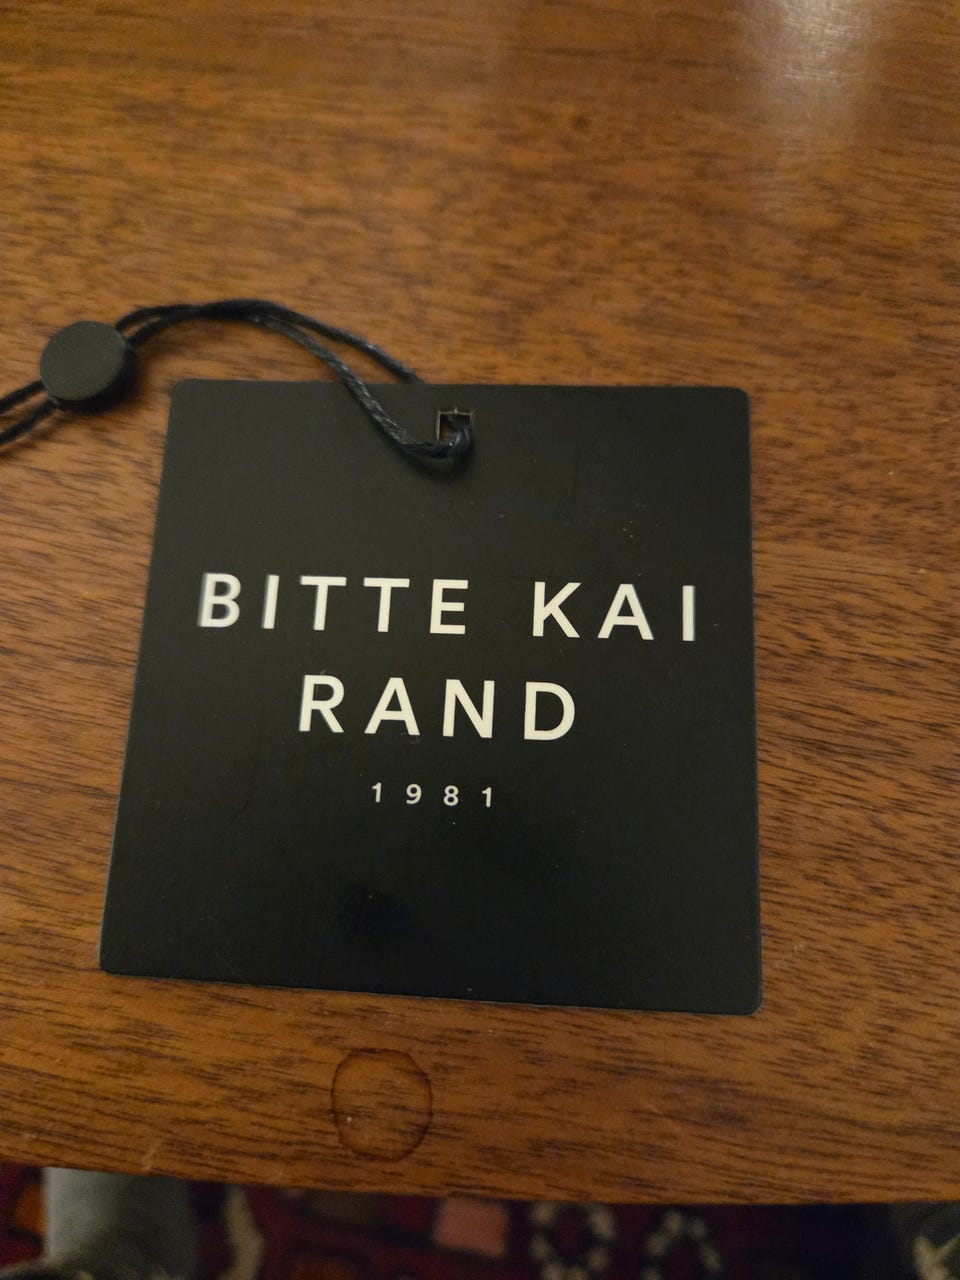 BITTE KAI
RAND
1981